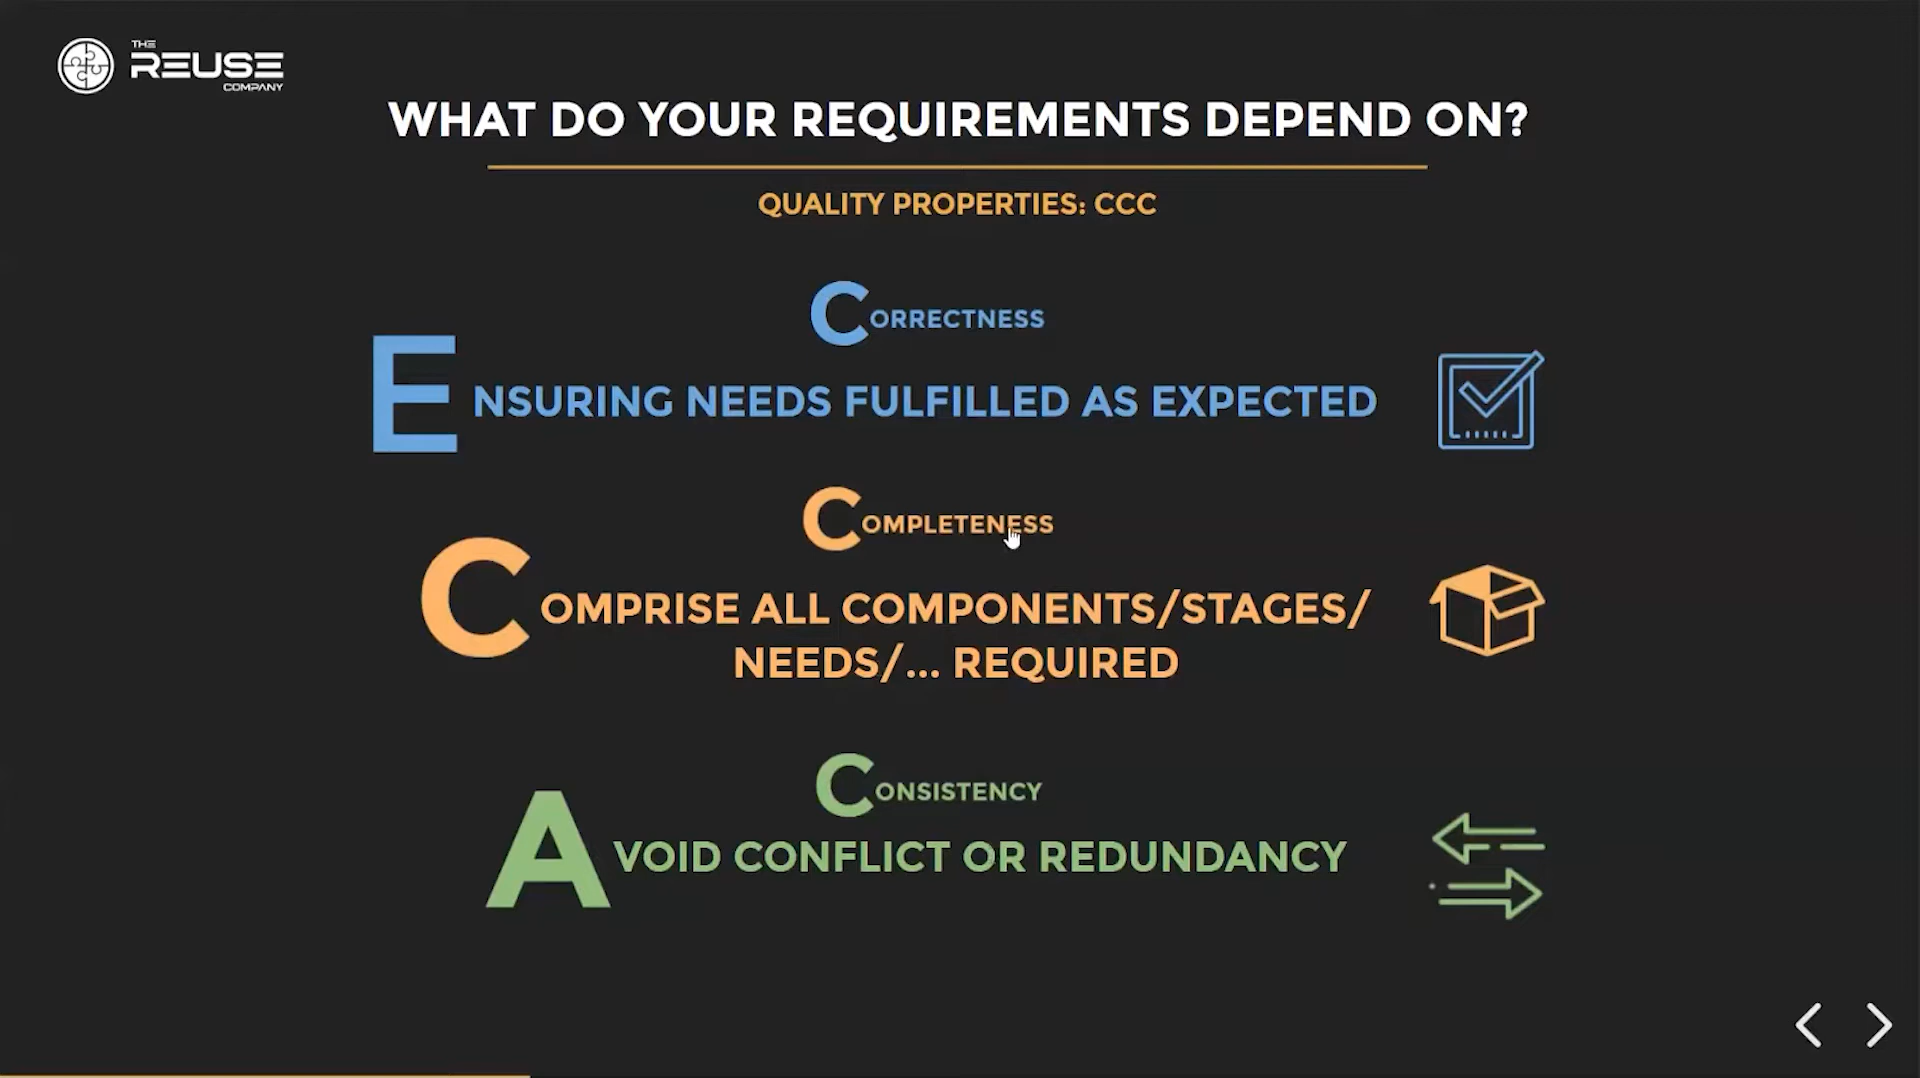 THE
REUSE
COMPANY
WHAT DO YOUR REQUIREMENTS DEPEND ON?
QUALITY PROPERTIES: CCC
CORRECTNESS
ENSURING NEEDS FULFILLED AS EXPECTED
COMPLETENESS
COMPRISE ALL COMPONENTS/STAGES/
NEEDS/... REQUIRED
CONSISTENCY
AVOID CONFLICT OR REDUNDANCY